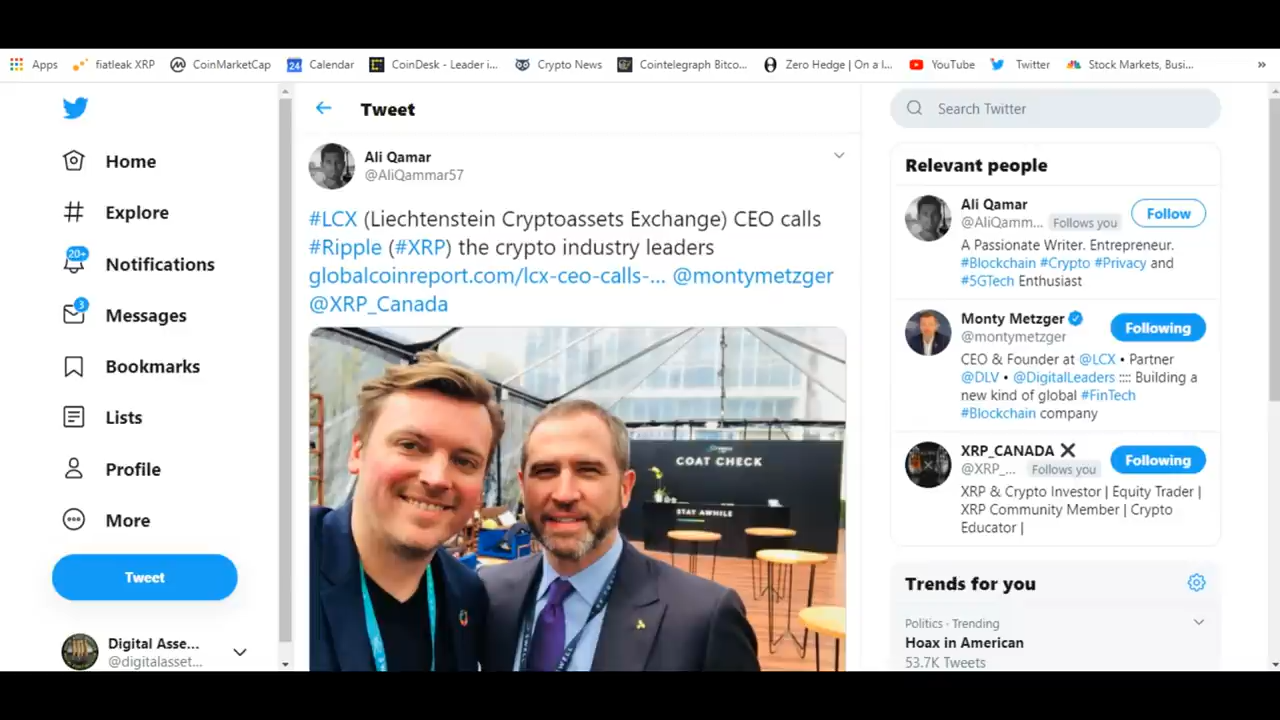 Apps fiatleak XRP CoinMarketCap 24 Calendar CoinDesk - Leader i... Crypto News Cointelegraph Bitco... Zero Hedge | On a l... YouTube Twitter Stock Markets, Busi... »
Home
Explore
20+
Notifications
3
Messages
Bookmarks
Lists
Profile
More
Tweet
Digital Asse...
@digitalasset...
Tweet
Ali Qamar
@AliQammar57
#LCX (Liechtenstein Cryptoassets Exchange) CEO calls
#Ripple (#XRP) the crypto industry leaders
globalcoinreport.com/lcx-ceo-calls-... @montymetzger
@XRP_Canada
COAT CHECK
STAY AWHILE
Search Twitter
Relevant people
Ali Qamar
@AliQamm... Follows you
Follow
A Passionate Writer. Entrepreneur.
#Blockchain #Crypto #Privacy and
#5GTech Enthusiast
Monty Metzger
@montymetzger
Following
CEO & Founder at @LCX • Partner
@DLV • @DigitalLeaders :::: Building a
new kind of global #FinTech
#Blockchain company
XRP_CANADA
@XRP_... Follows you
Following
XRP & Crypto Investor | Equity Trader |
XRP Community Member | Crypto
Educator |
Trends for you
Politics · Trending
Hoax in American
53.7K Tweets